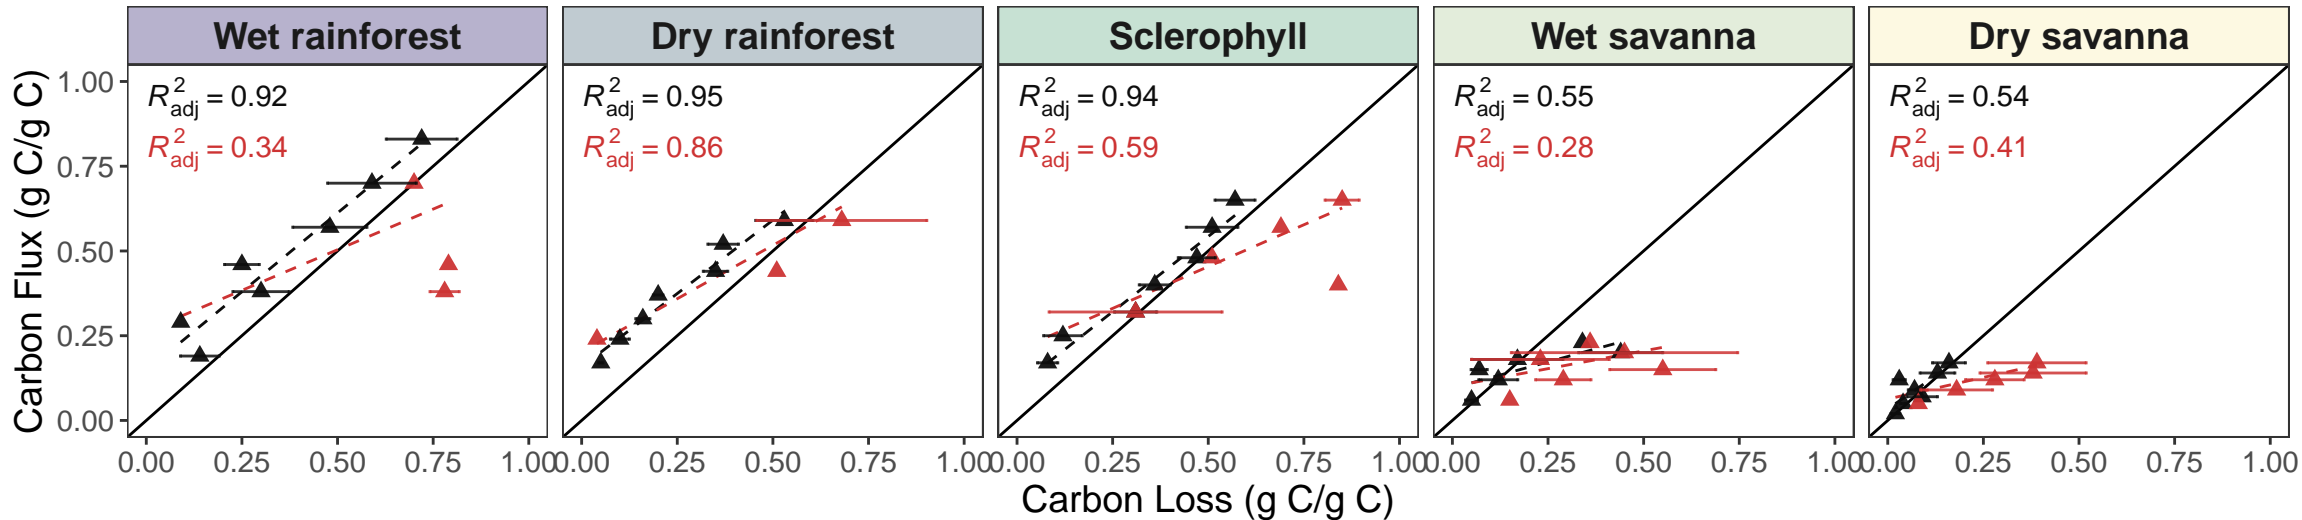 Wet rainforest Dry rainforest Sclerophyll Wet savanna Dry savanna
R²adj = 0.92 R²adj = 0.95 R²adj = 0.94 R²adj = 0.55 R²adj = 0.54
R²adj = 0.34 R²adj = 0.86 R²adj = 0.59 R²adj = 0.28 R²adj = 0.41
Carbon Flux (g C/g C)
1.00
0.75
0.50
0.25
0.00
0.00 0.25 0.50 0.75 1.00 0.00 0.25 0.50 0.75 1.00 0.00 0.25 0.50 0.75 1.00 0.00 0.25 0.50 0.75 1.00 0.00 0.25 0.50 0.75 1.00
Carbon Loss (g C/g C)